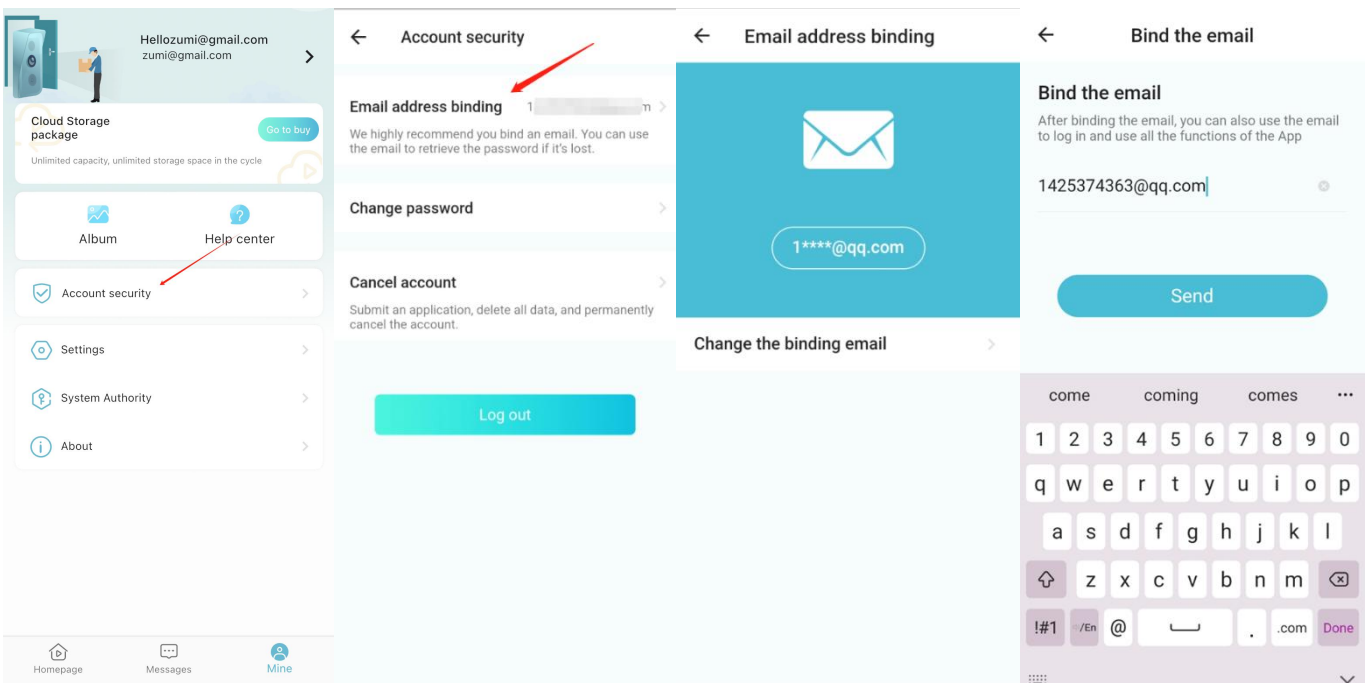 Hellozumi@gmail.com
zumi@gmail.com
Cloud Storage
package
Go to buy
Unlimited capacity, unlimited storage space in the cycle
Album
Help center
Account security
Settings
System Authority
About
Homepage
Messages
Mine
Account security
Email address binding
1
m
We highly recommend you bind an email. You can use
the email to retrieve the password if it's lost.
Change password
Cancel account
Submit an application, delete all data, and permanently
cancel the account.
Log out
Email address binding
1****@qq.com
Change the binding email
Bind the email
Bind the email
After binding the email, you can also use the email
to log in and use all the functions of the App
1425374363@qq.com
Send
come coming comes ···
1 2 3 4 5 6 7 8 9 0
q w e r t y u i o p
a s d f g h j k l
z x c v b n m
!#1 /En @ . .com Done